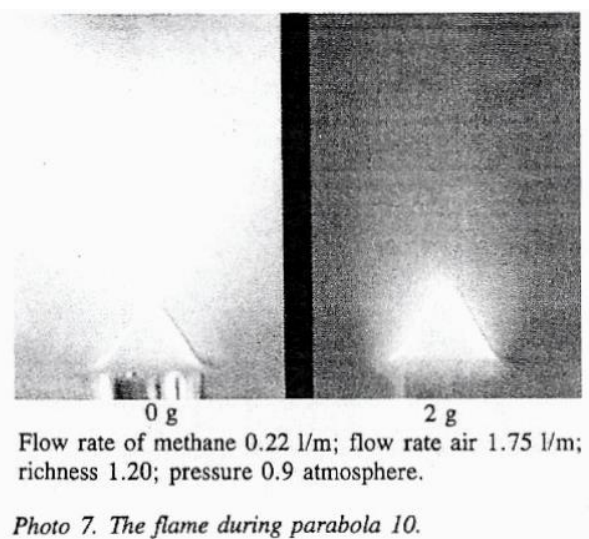 0 g 2 g
Flow rate of methane 0.22 l/m; flow rate air 1.75 l/m;
richness 1.20; pressure 0.9 atmosphere.
Photo 7. The flame during parabola 10.